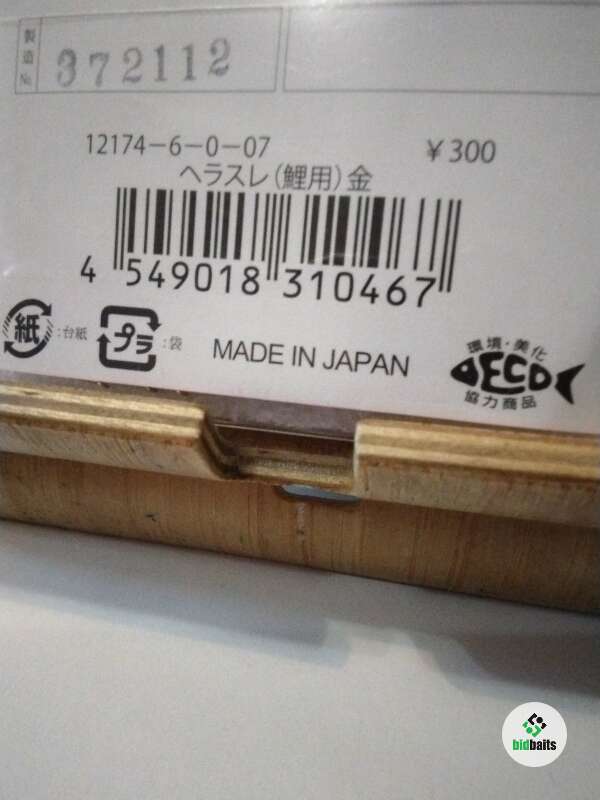 製造No.
372112
12174-6-0-07 ￥300
ヘラスレ(鯉用)金
4 549018 310467
紙 :台紙 プラ :袋 MADE IN JAPAN
環境・美化
ECO
協力商品
bidbaits